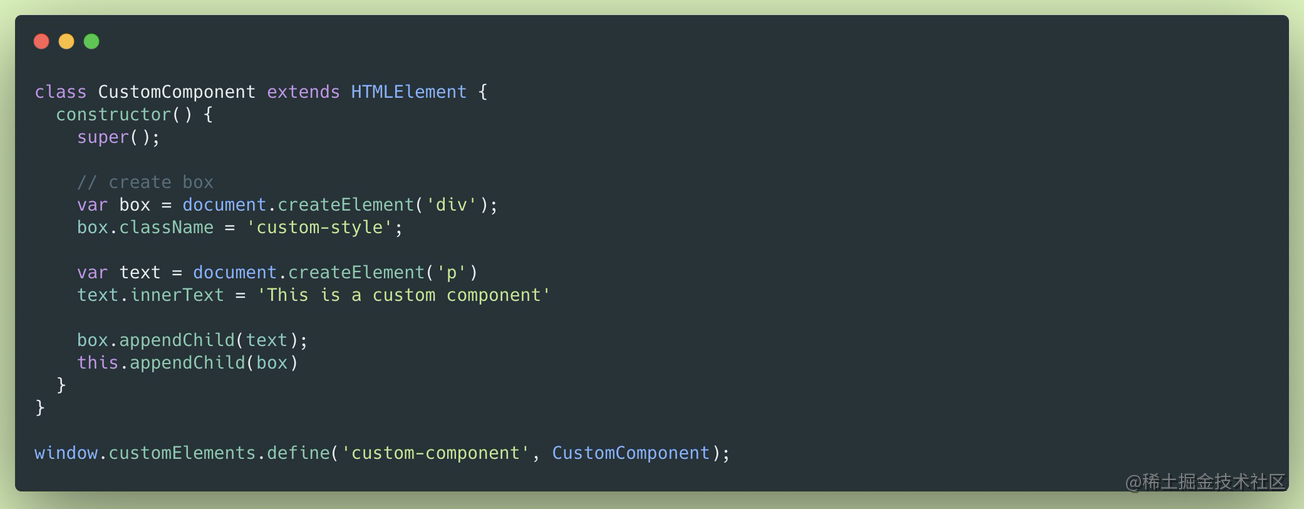 class CustomComponent extends HTMLElement {
  constructor() {
    super();

    // create box
    var box = document.createElement('div');
    box.className = 'custom-style';

    var text = document.createElement('p')
    text.innerText = 'This is a custom component'

    box.appendChild(text);
    this.appendChild(box)
  }
}

window.customElements.define('custom-component', CustomComponent);
@稀土掘金技术社区